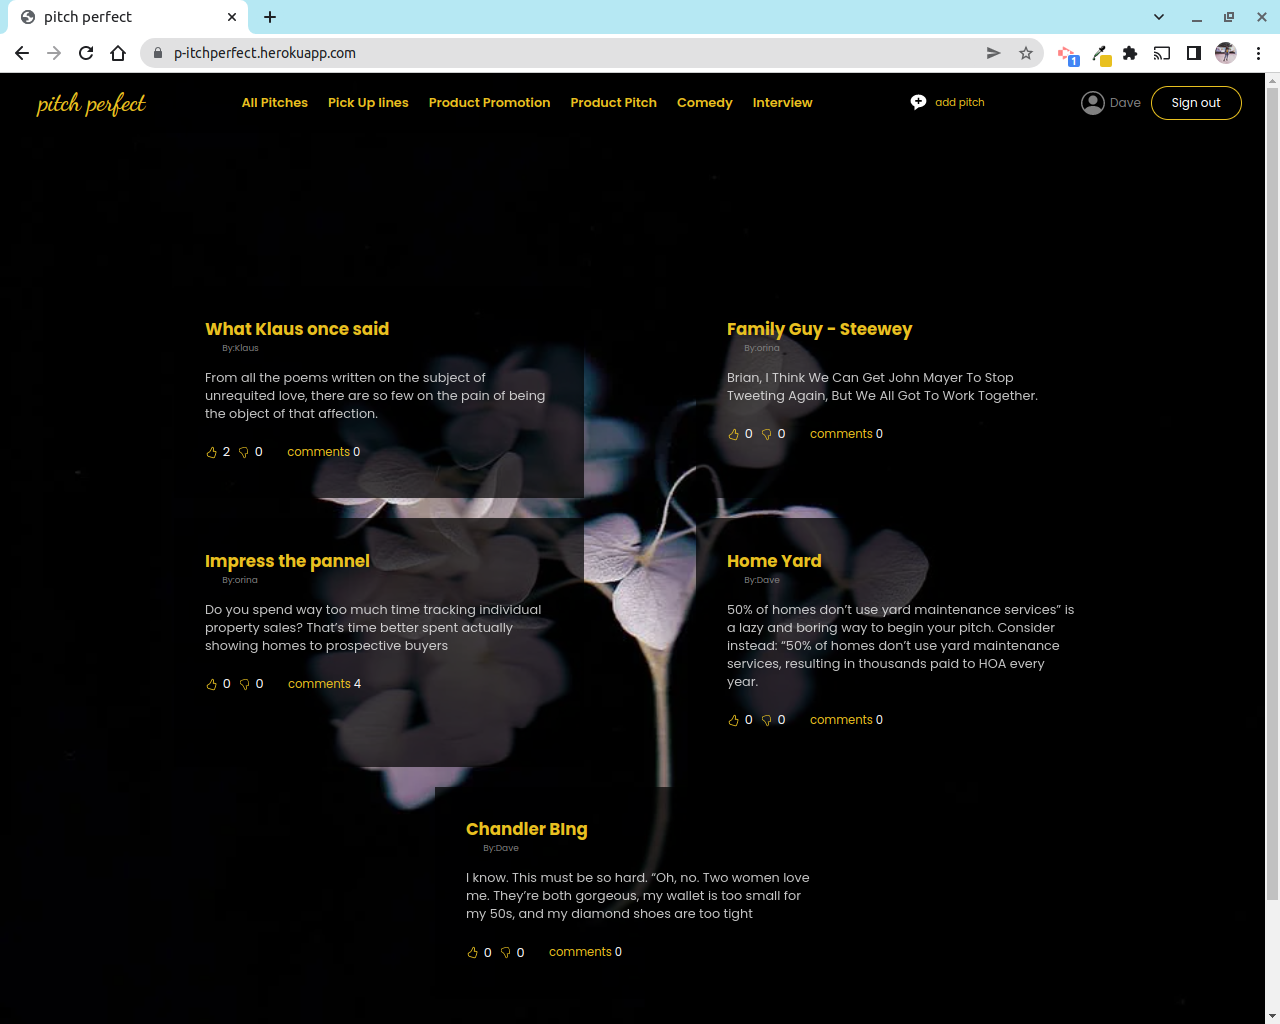 pitch perfect
p-itchperfect.herokuapp.com
1
pitch perfect
All Pitches Pick Up lines Product Promotion Product Pitch Comedy Interview
add pitch
Dave
Sign out
What Klaus once said
By:Klaus
From all the poems written on the subject of
unrequited love, there are so few on the pain of being
the object of that affection.
2 0 comments 0
Family Guy - Steewey
By:orina
Brian, I Think We Can Get John Mayer To Stop
Tweeting Again, But We All Got To Work Together.
0 0 comments 0
Impress the pannel
By:orina
Do you spend way too much time tracking individual
property sales? That’s time better spent actually
showing homes to prospective buyers
0 0 comments 4
Home Yard
By:Dave
50% of homes don’t use yard maintenance services” is
a lazy and boring way to begin your pitch. Consider
instead: “50% of homes don’t use yard maintenance
services, resulting in thousands paid to HOA every
year.
0 0 comments 0
Chandler BIng
By:Dave
I know. This must be so hard. “Oh, no. Two women love
me. They’re both gorgeous, my wallet is too small for
my 50s, and my diamond shoes are too tight
0 0 comments 0